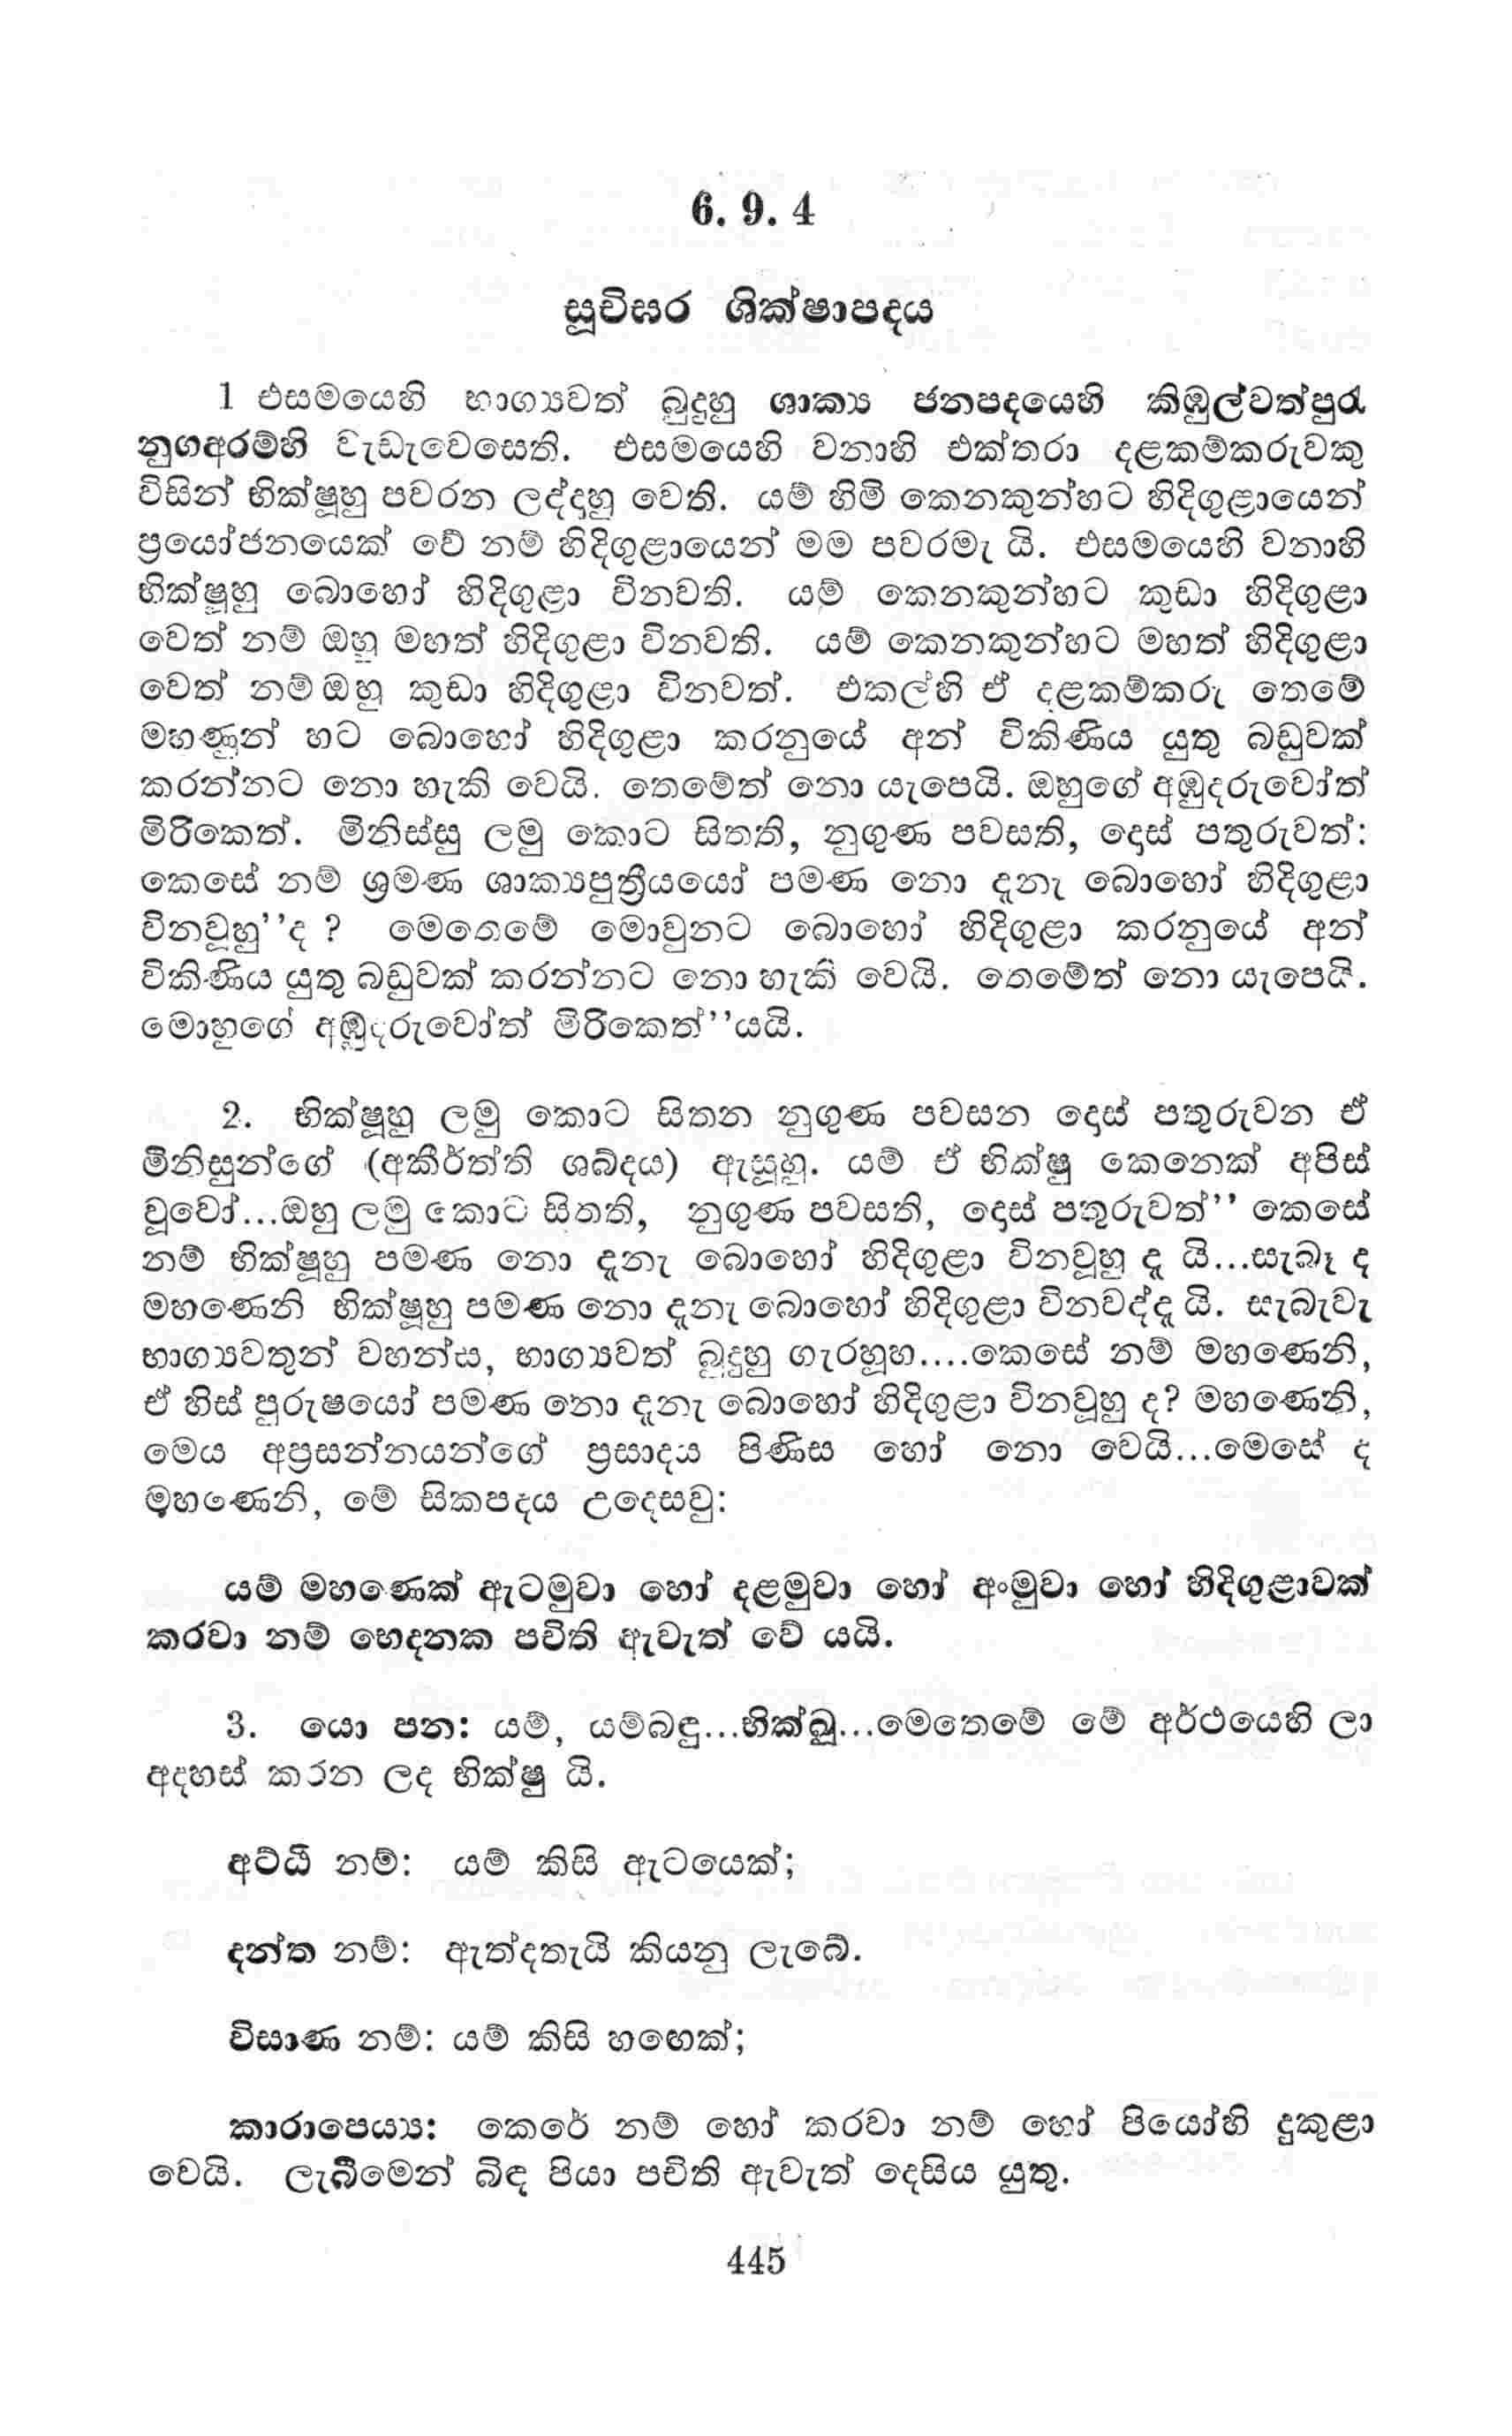 6. 9. 4
සූචිඝර ශික්ෂාපදය
1 එසමයෙහි භාග්‍යවත් බුදුහු ශාක්‍ය ජනපදයෙහි කිඹුල්වත්පුරැ
නුගඅරම්හි වැඩැවෙසෙති. එසමයෙහි වනාහි එක්තරා දළකම්කරුවකු
විසින් භික්ෂූහු පවරන ලද්දහු වෙති. යම් හිමි කෙනකුන්හට හිදිගුළායෙන්
ප්‍රයෝජනයෙක් වේ නම් හිදිගුළායෙන් මම පවරමැ යි. එසමයෙහි වනාහි
භික්ෂූහු බොහෝ හිදිගුළා විනවති. යම් කෙනකුන්හට කුඩා හිදිගුළා
වෙත් නම් ඔහු මහත් හිදිගුළා විනවති. යම් කෙනකුන්හට මහත් හිදිගුළා
වෙත් නම් ඔහු කුඩා හිදිගුළා විනවත්. එකල්හි ඒ දළකම්කරු තෙමේ
මහණුන් හට බොහෝ හිදිගුළා කරනුයේ අන් විකිණිය යුතු බඩුවක්
කරන්නට නො හැකි වෙයි. තෙමේත් නො යැපෙයි. ඔහුගේ අඹුදරුවෝත්
මිරිකෙත්. මිනිස්සු ලමු කොට සිතති, නුගුණ පවසති, දොස් පතුරුවත්:
කෙසේ නම් ශ්‍රමණ ශාක්‍යපුත්‍රීයයෝ පමණ නො දැනැ බොහෝ හිදිගුළා
විනවූහු’’ද ? මෙතෙමේ මොවුනට බොහෝ හිදිගුළා කරනුයේ අන්
විකිණිය යුතු බඩුවක් කරන්නට නො හැකි වෙයි. තෙමේත් නො යැපෙයි.
මොහුගේ අඹුදරුවෝත් මිරිකෙත්’’යයි.
2. භික්ෂූහු ලමු කොට සිතන නුගුණ පවසන දොස් පතුරුවන ඒ
මිනිසුන්ගේ (අකීර්ත්ති ශබ්දය) ඇසූහු. යම් ඒ භික්ෂු කෙනෙක් අපිස්
වූවෝ...ඔහු ලමු කොට සිතති, නුගුණ පවසති, දොස් පතුරුවත්’’ කෙසේ
නම් භික්ෂූහු පමණ නො දැනැ බොහෝ හිදිගුළා විනවූහු දැ යි...සැබෑ ද
මහණෙනි භික්ෂූහු පමණ නො දැනැ බොහෝ හිදිගුළා විනවද්දැ යි. සැබැවැ
භාග්‍යවතුන් වහන්ස, භාග්‍යවත් බුදුහු ගැරහූහ....කෙසේ නම් මහණෙනි,
ඒ හිස් පුරුෂයෝ පමණ නො දැනැ බොහෝ හිදිගුළා විනවූහු ද? මහණෙනි,
මෙය අප්‍රසන්නයන්ගේ ප්‍රසාදය පිණිස හෝ නො වෙයි...මෙසේ ද
මහණෙනි, මේ සිකපදය උදෙසවු:
යම් මහණෙක් ඇටමුවා හෝ දළමුවා හෝ අංමුවා හෝ හිදිගුළාවක්
කරවා නම් භෙදනක පචිති ඇවැත් වේ යයි.
3. යො පන: යම්, යම්බඳු...භික්ඛු...මෙතෙමේ මේ අර්ථයෙහි ලා
අදහස් කරන ලද භික්ෂු යි.
අට්ඨි නම්: යම් කිසි ඇටයෙක්;
දන්ත නම්: ඇත්දතැයි කියනු ලැබේ.
විසාණ නම්: යම් කිසි හඟෙක්;
කාරාපෙය්‍ය: කෙරේ නම් හෝ කරවා නම් හෝ පියෝහි දුකුළා
වෙයි. ලැබීමෙන් බිඳ පියා පචිති ඇවැත් දෙසිය යුතු.
445